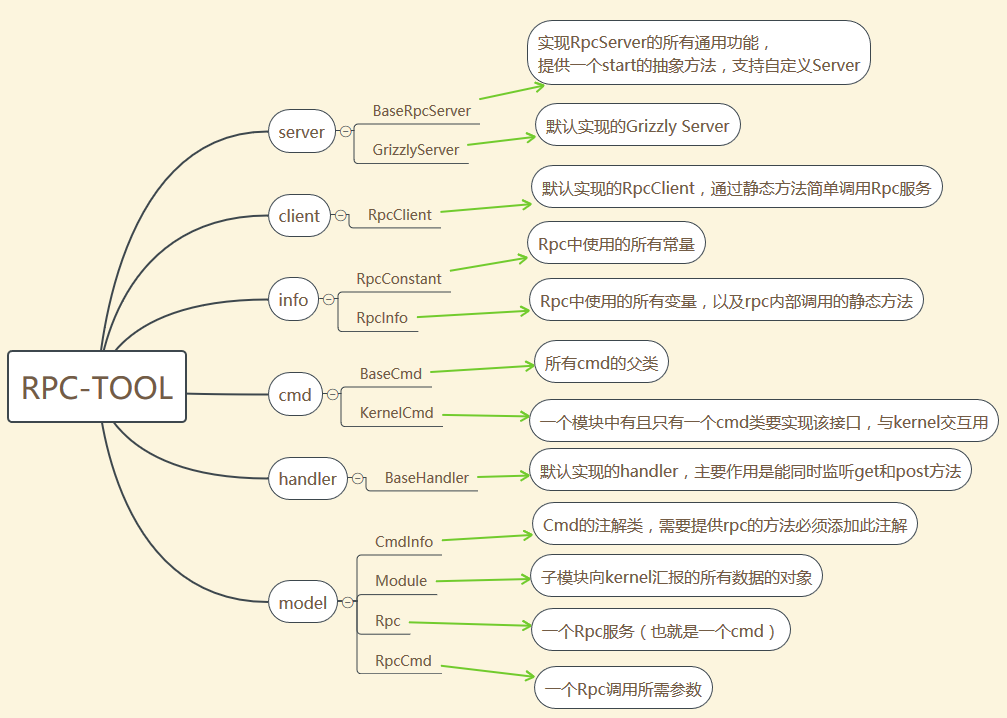 RPC-TOOL
server
BaseRpcServer
实现RpcServer的所有通用功能，
提供一个start的抽象方法，支持自定义Server
GrizzlyServer
默认实现的Grizzly Server
client
RpcClient
默认实现的RpcClient，通过静态方法简单调用Rpc服务
info
RpcConstant
Rpc中使用的所有常量
RpcInfo
Rpc中使用的所有变量，以及rpc内部调用的静态方法
cmd
BaseCmd
所有cmd的父类
KernelCmd
一个模块中有且只有一个cmd类要实现该接口，与kernel交互用
handler
BaseHandler
默认实现的handler，主要作用是能同时监听get和post方法
model
CmdInfo
Cmd的注解类，需要提供rpc的方法必须添加此注解
Module
子模块向kernel汇报的所有数据的对象
Rpc
一个Rpc服务（也就是一个cmd）
RpcCmd
一个Rpc调用所需参数